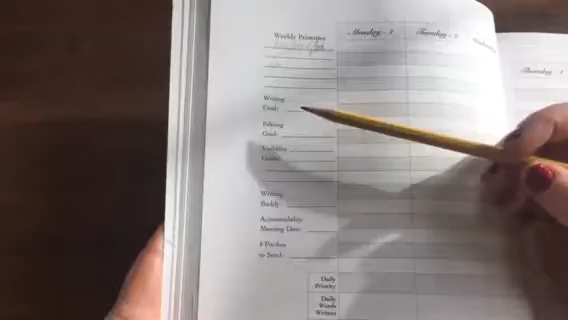 Weekly Priorities
Monday -
Tuesday -
Wednesday
Thursday -
Writing
Goal:
Editing
Goal:
Visibility
Goals:
Writing
Buddy
Accountability
Meeting Date:
# Pitches
to Send:
Daily
Priority
Daily
Words
Written